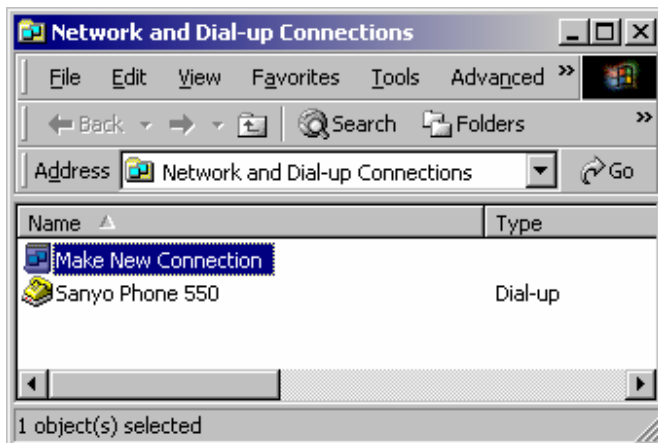 Network and Dial-up Connections
File Edit View Favorites Tools Advanced »
Back Search Folders »
Address Network and Dial-up Connections Go
Name Type
Make New Connection
Sanyo Phone 550 Dial-up
1 object(s) selected